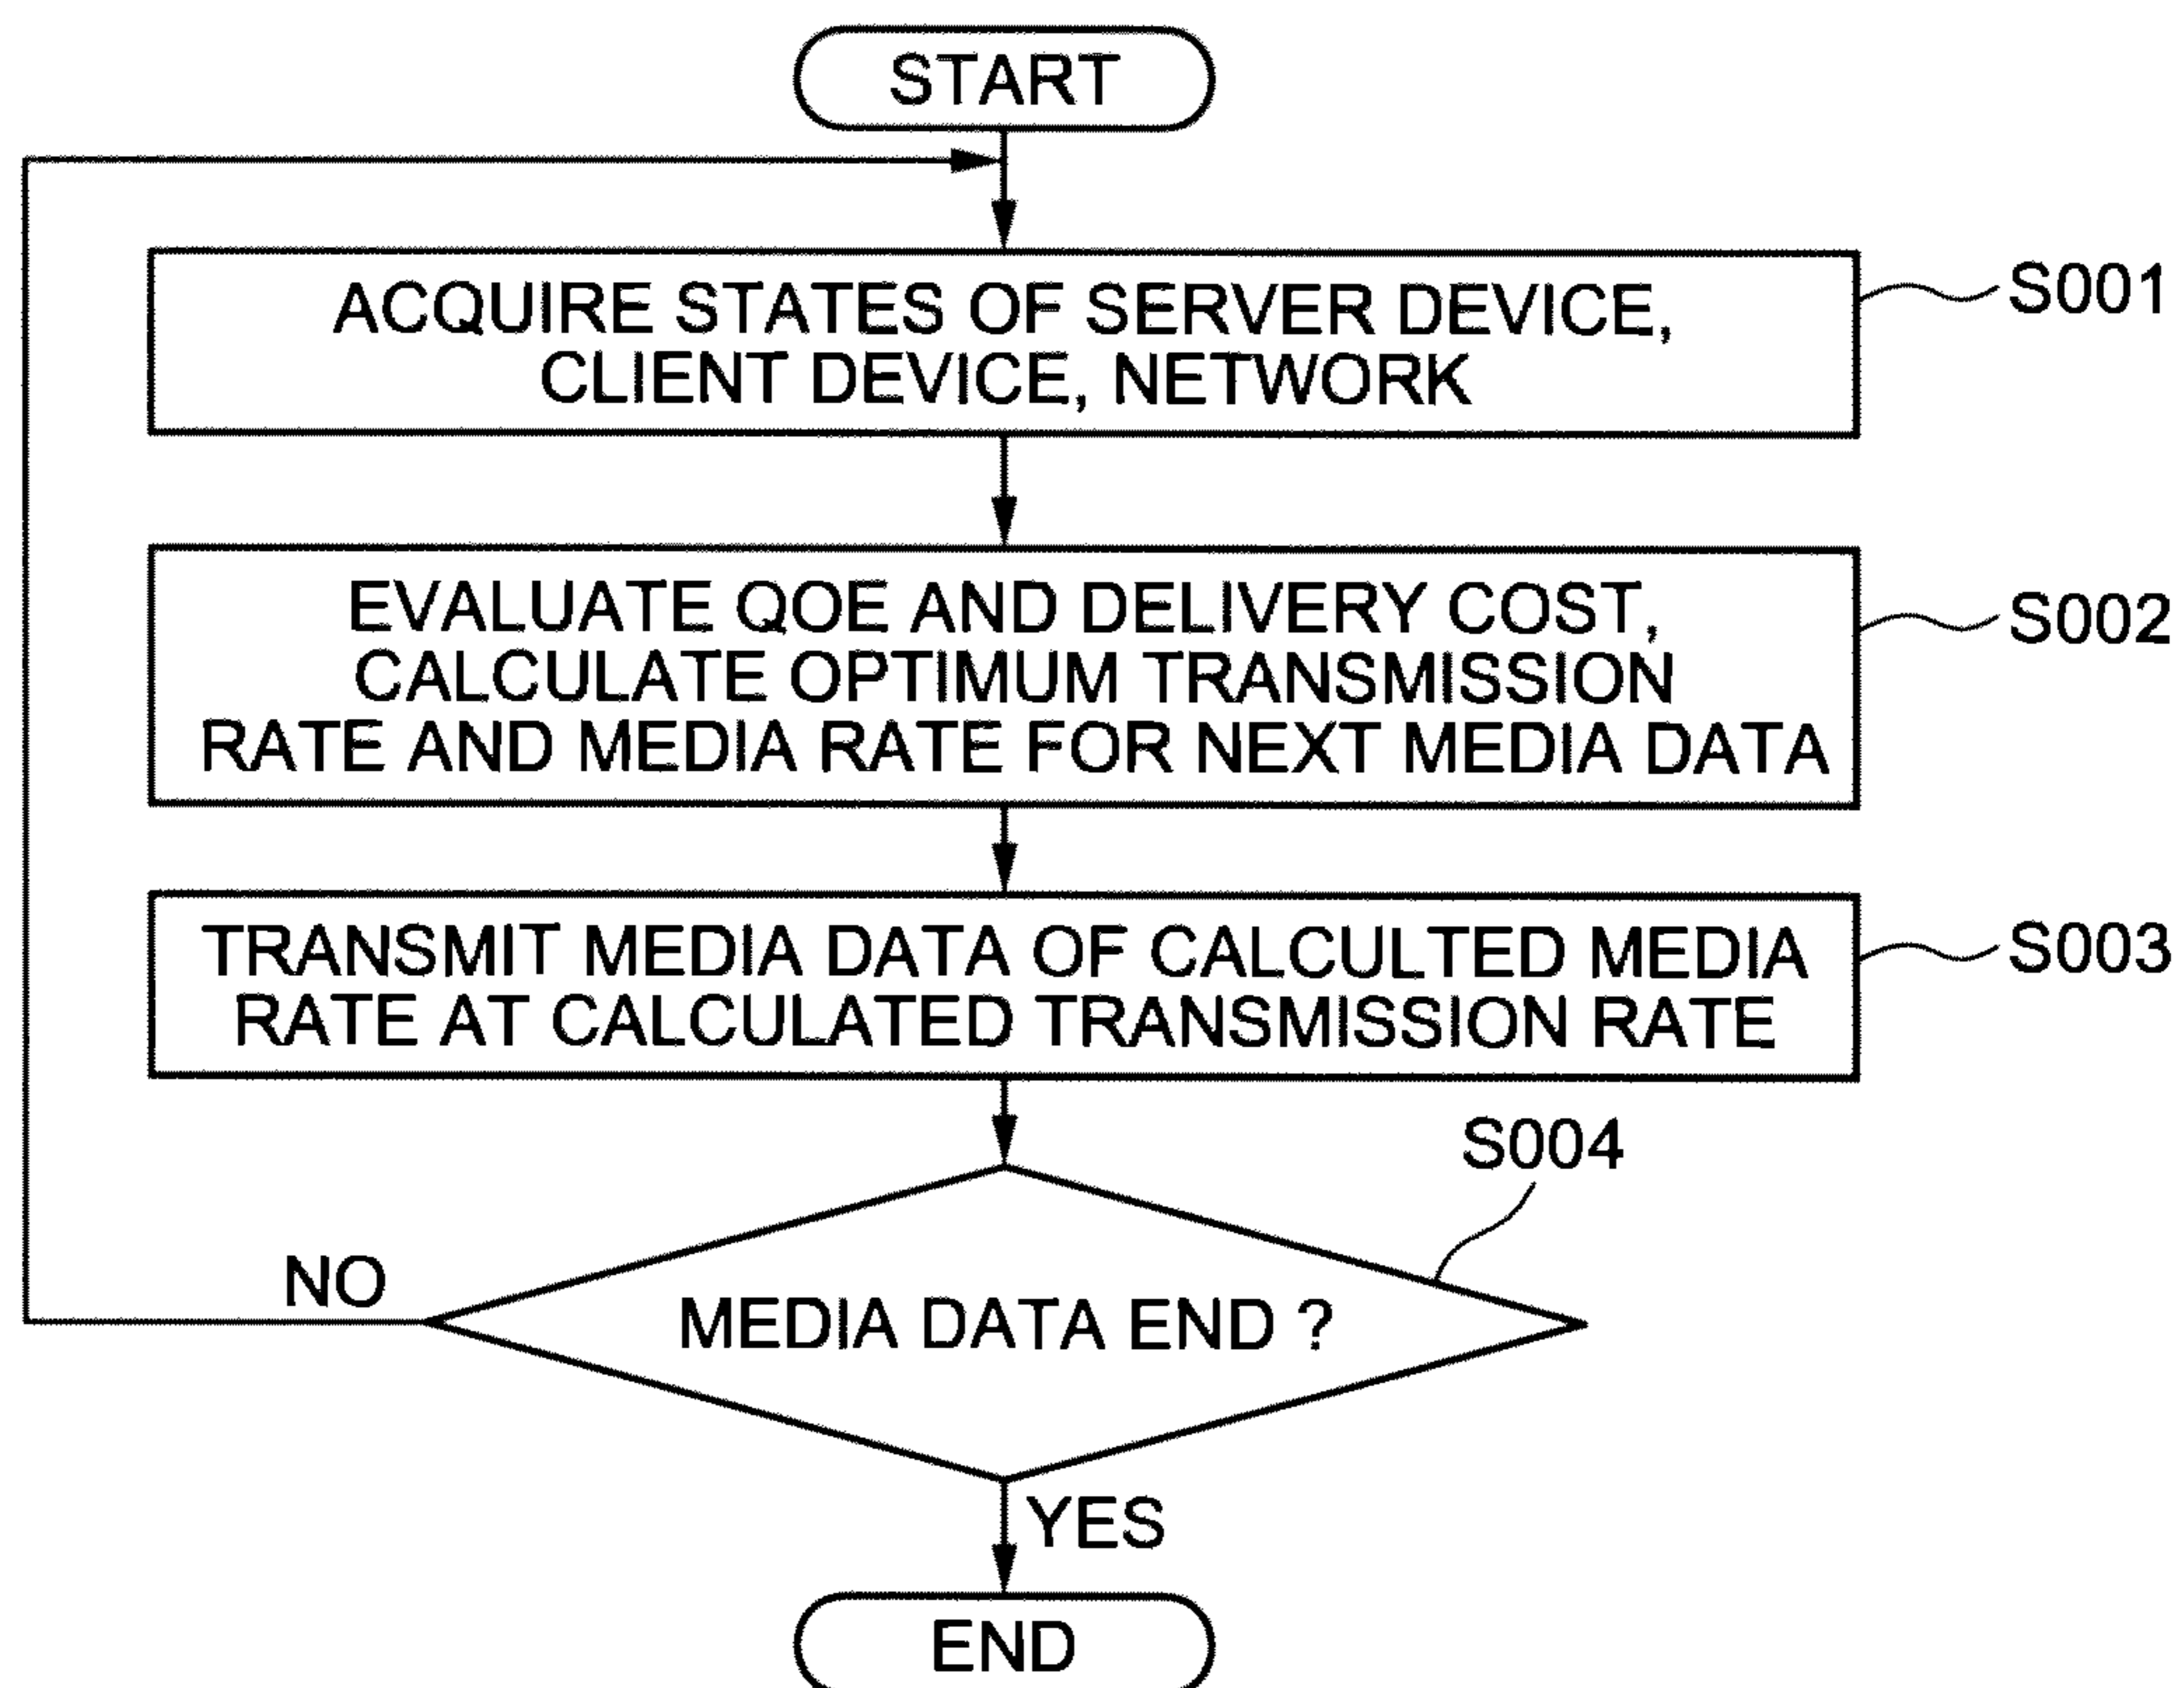 START
ACQUIRE STATES OF SERVER DEVICE,
CLIENT DEVICE, NETWORK
S001
EVALUATE QOE AND DELIVERY COST,
CALCULATE OPTIMUM TRANSMISSION
RATE AND MEDIA RATE FOR NEXT MEDIA DATA
S002
TRANSMIT MEDIA DATA OF CALCULTED MEDIA
RATE AT CALCULATED TRANSMISSION RATE
S003
S004
NO
MEDIA DATA END ?
YES
END